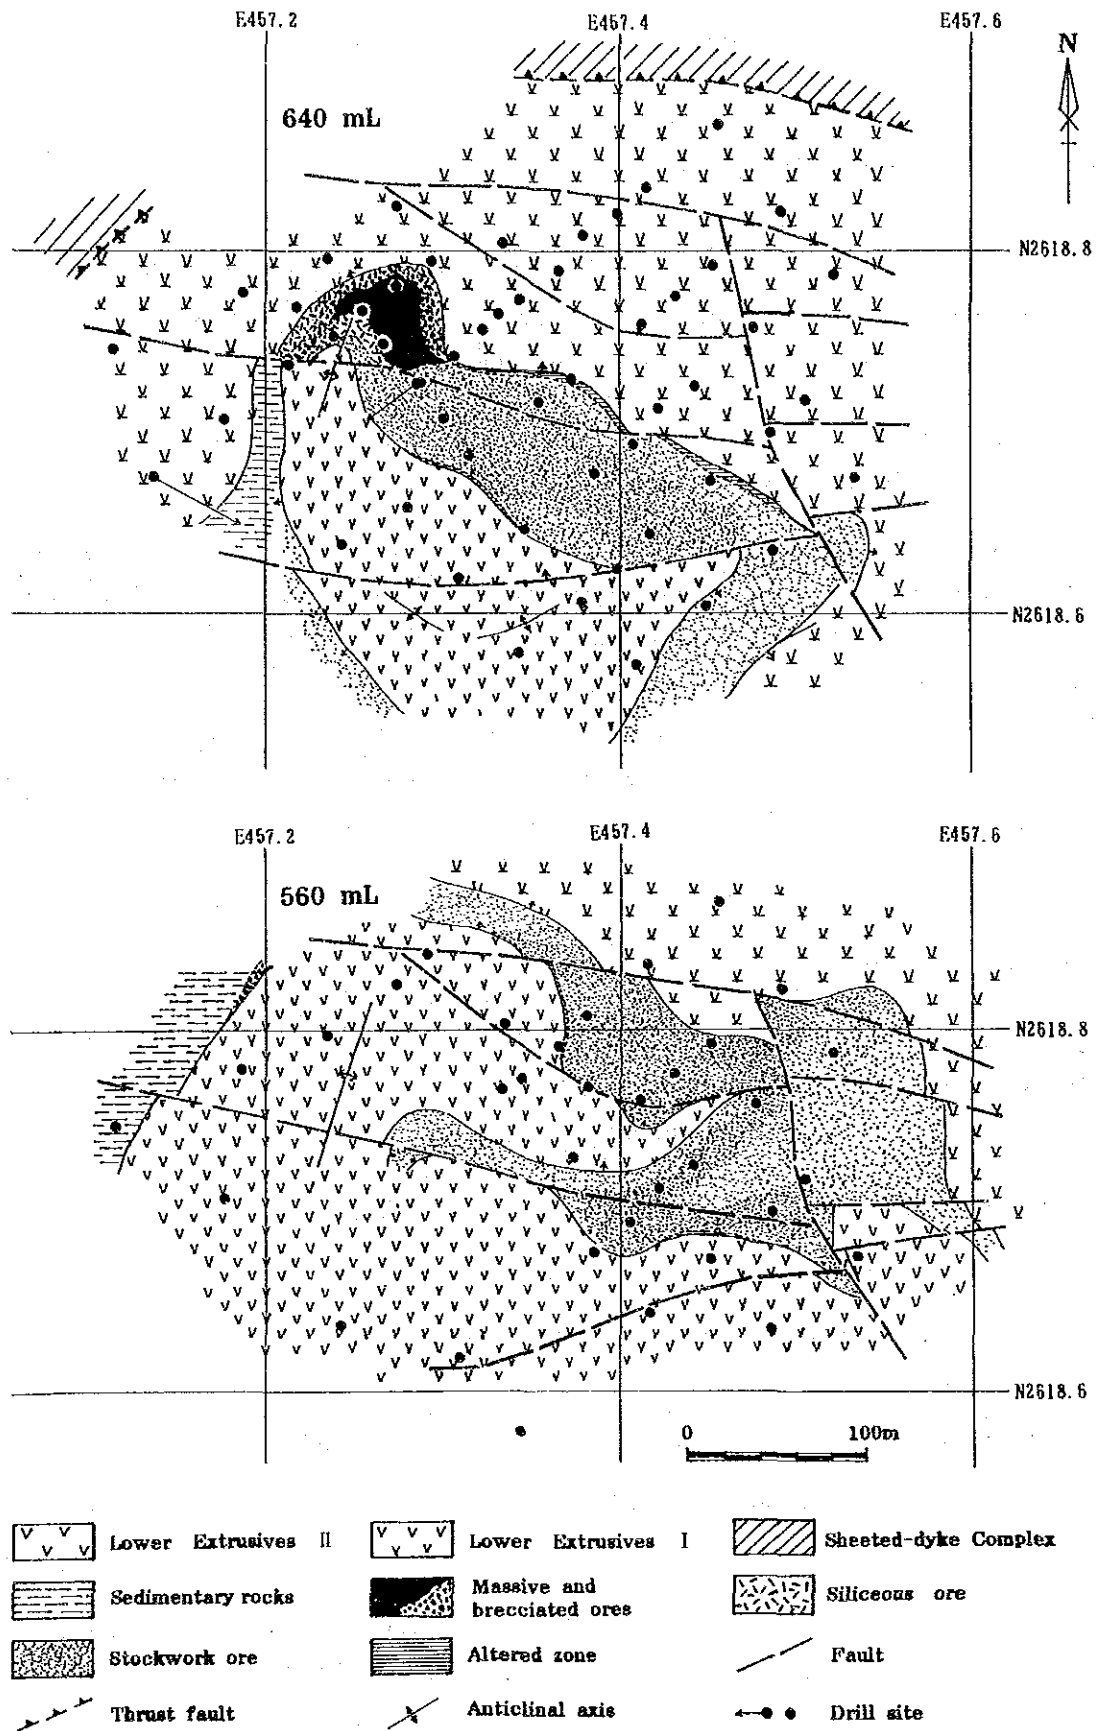 E457.2 E457.4 E457.6
N
640 mL
N2618.8
N2618.6
E457.2 E457.4 E457.6
560 mL
N2618.8
N2618.6
0 100m
Lower Extrusives II Lower Extrusives I Sheeted-dyke Complex
Sedimentary rocks Massive and brecciated ores Siliceous ore
Stockwork ore Altered zone Fault
Thrust fault Anticlinal axis Drill site